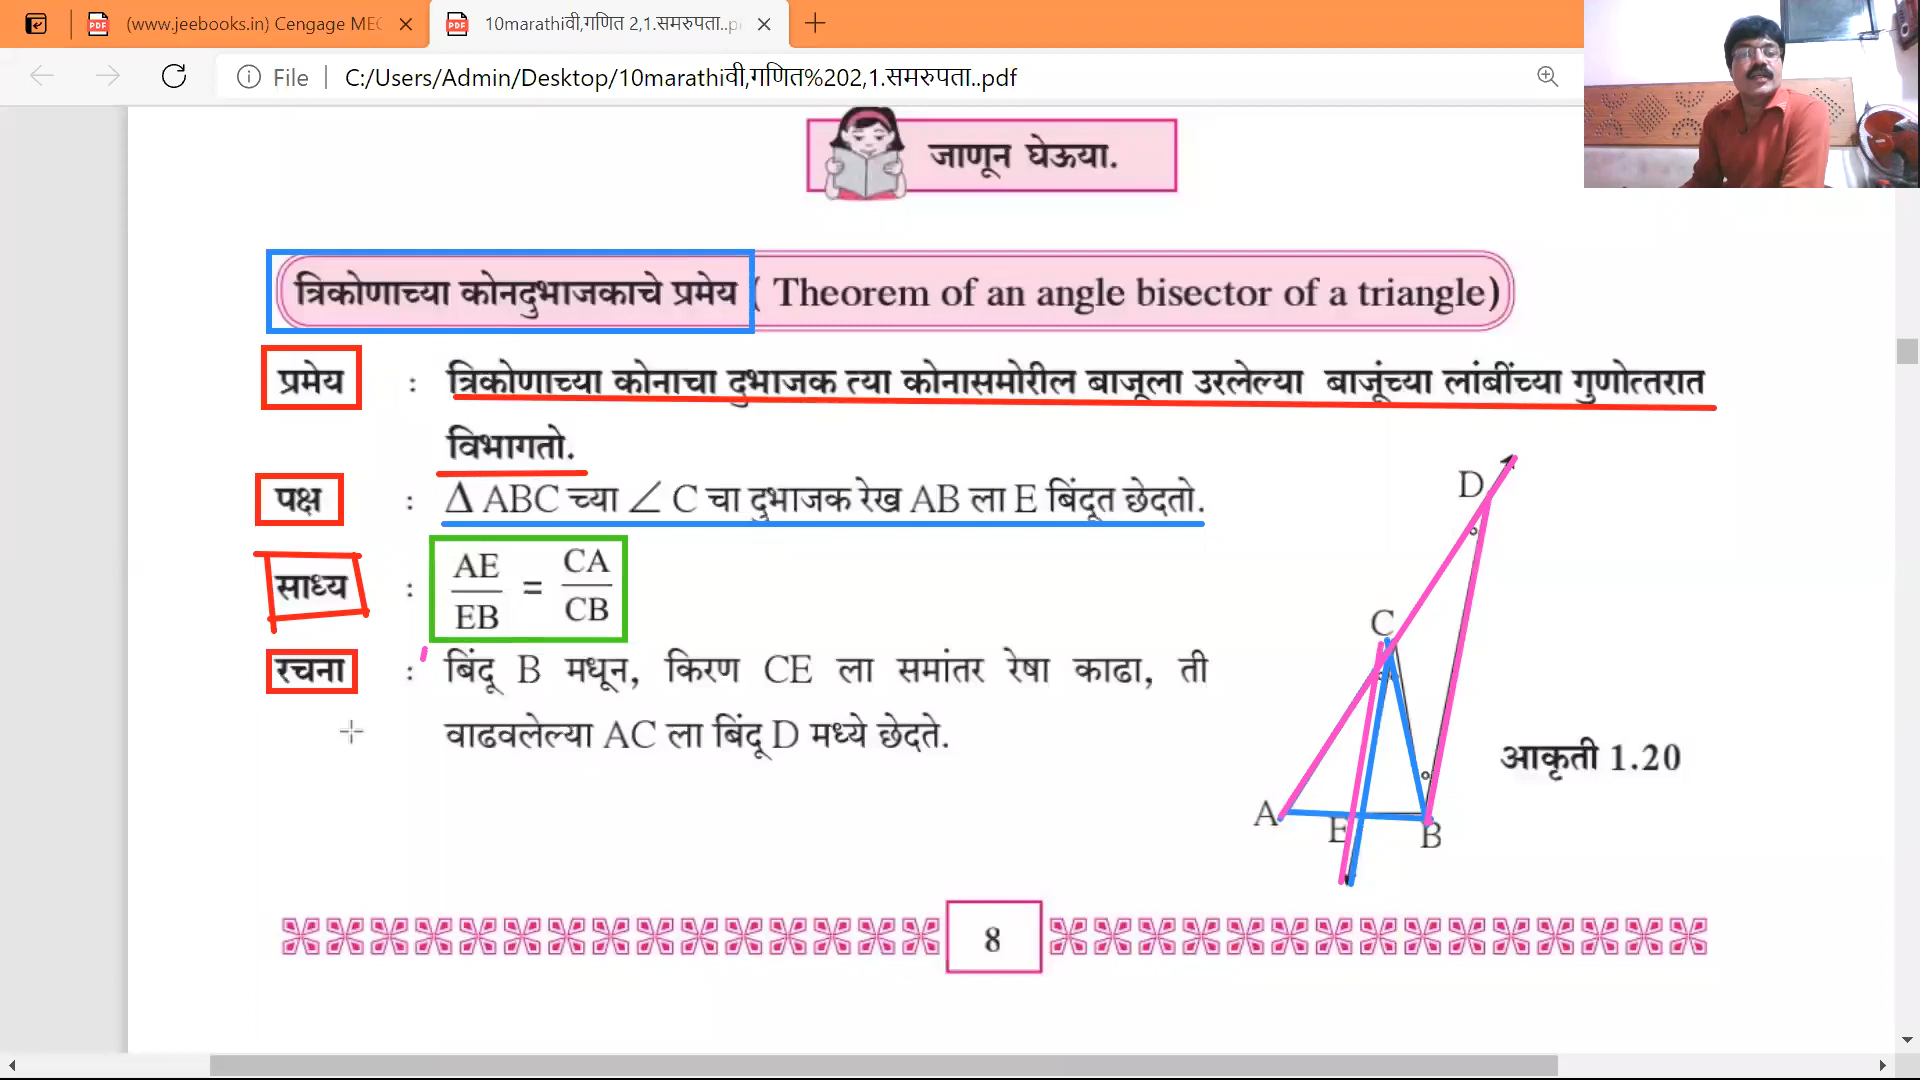 (www.jeebooks.in) Cengage MEC
10marathiवी,गणित 2,1.समरुपता..p
File | C:/Users/Admin/Desktop/10marathiवी,गणित%202,1.समरुपता..pdf
जाणून घेऊया.
त्रिकोणाच्या कोनदुभाजकाचे प्रमेय ( Theorem of an angle bisector of a triangle)
प्रमेय : त्रिकोणाच्या कोनाचा दुभाजक त्या कोनासमोरील बाजूला उरलेल्या बाजूंच्या लांबींच्या गुणोत्तरात
विभागतो.
पक्ष : Δ ABC च्या ∠ C चा दुभाजक रेख AB ला E बिंदूत छेदतो.
साध्य : AE/EB = CA/CB
रचना : बिंदू B मधून, किरण CE ला समांतर रेषा काढा, ती
वाढवलेल्या AC ला बिंदू D मध्ये छेदते.
D
C
A
E
B
आकृती 1.20
8